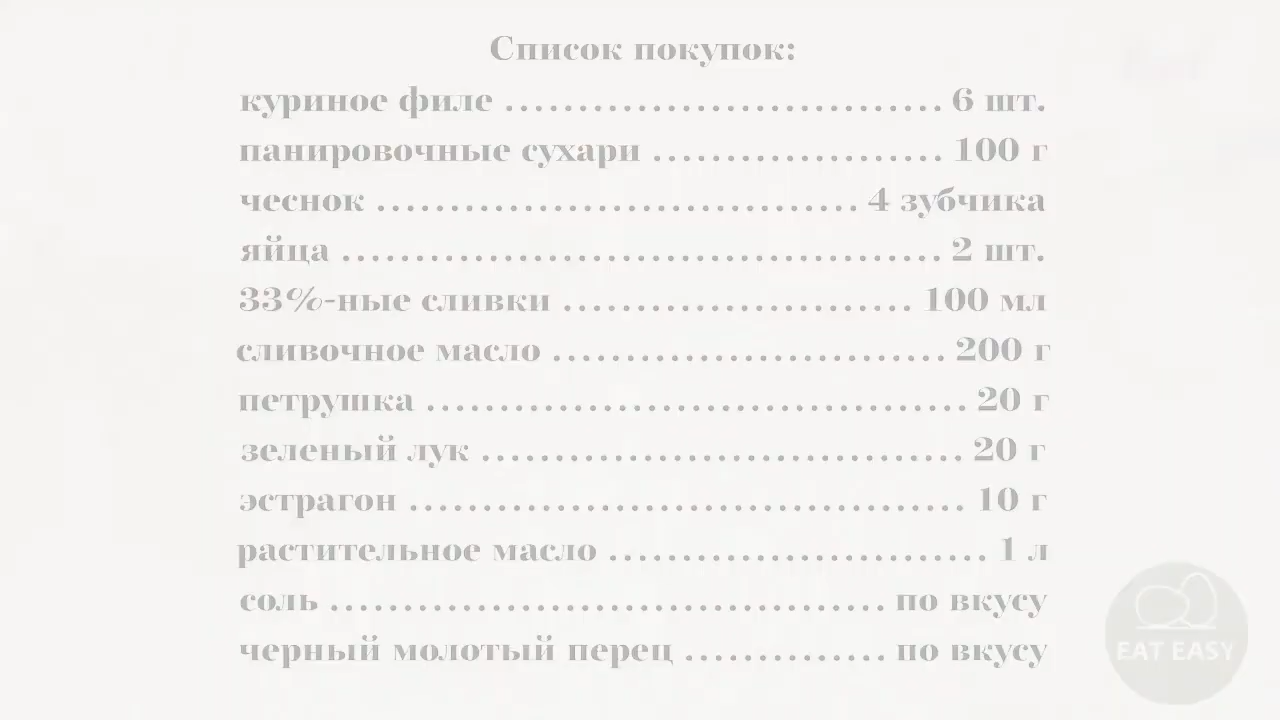 Список покупок:
куриное филе .............................. 6 шт.
панировочные сухари .................... 100 г
чеснок ................................. 4 зубчика
яйца ......................................... 2 шт.
33%-ные сливки ........................ 100 мл
сливочное масло ........................... 200 г
петрушка ..................................... 20 г
зеленый лук ................................. 20 г
эстрагон ...................................... 10 г
растительное масло .......................... 1 л
соль ...................................... по вкусу
черный молотый перец .............. по вкусу
EAT EASY